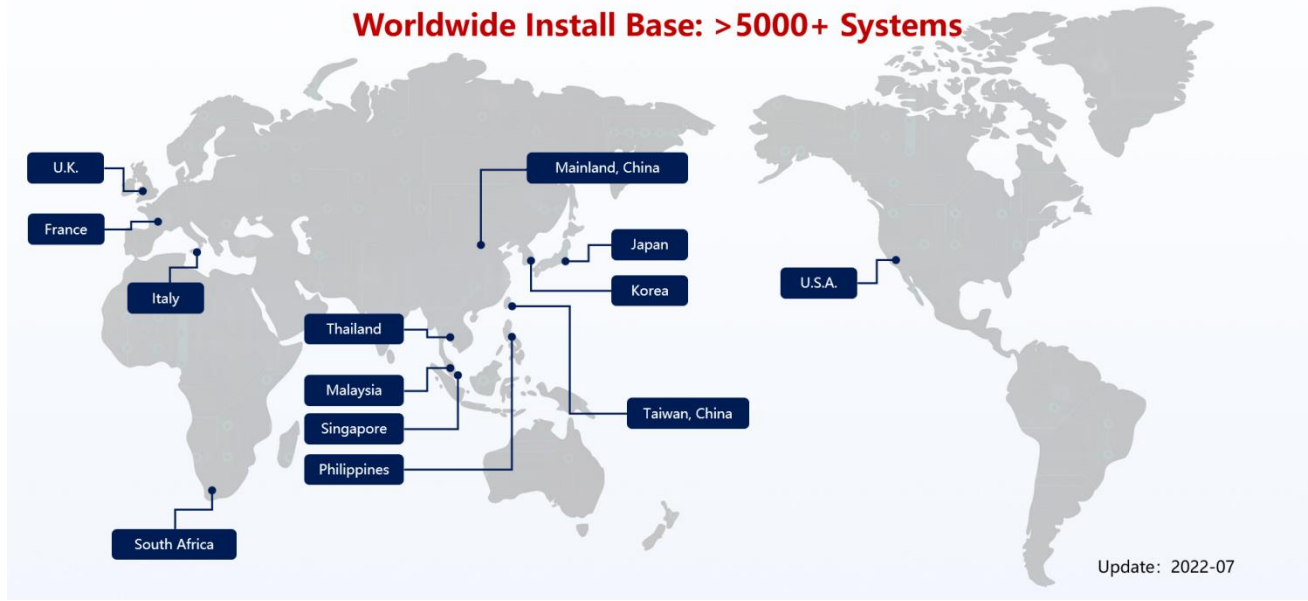 Worldwide Install Base: >5000+ Systems
U.K.
Mainland, China
France
Japan
Korea
U.S.A.
Italy
Thailand
Malaysia
Taiwan, China
Singapore
Philippines
South Africa
Update：2022-07